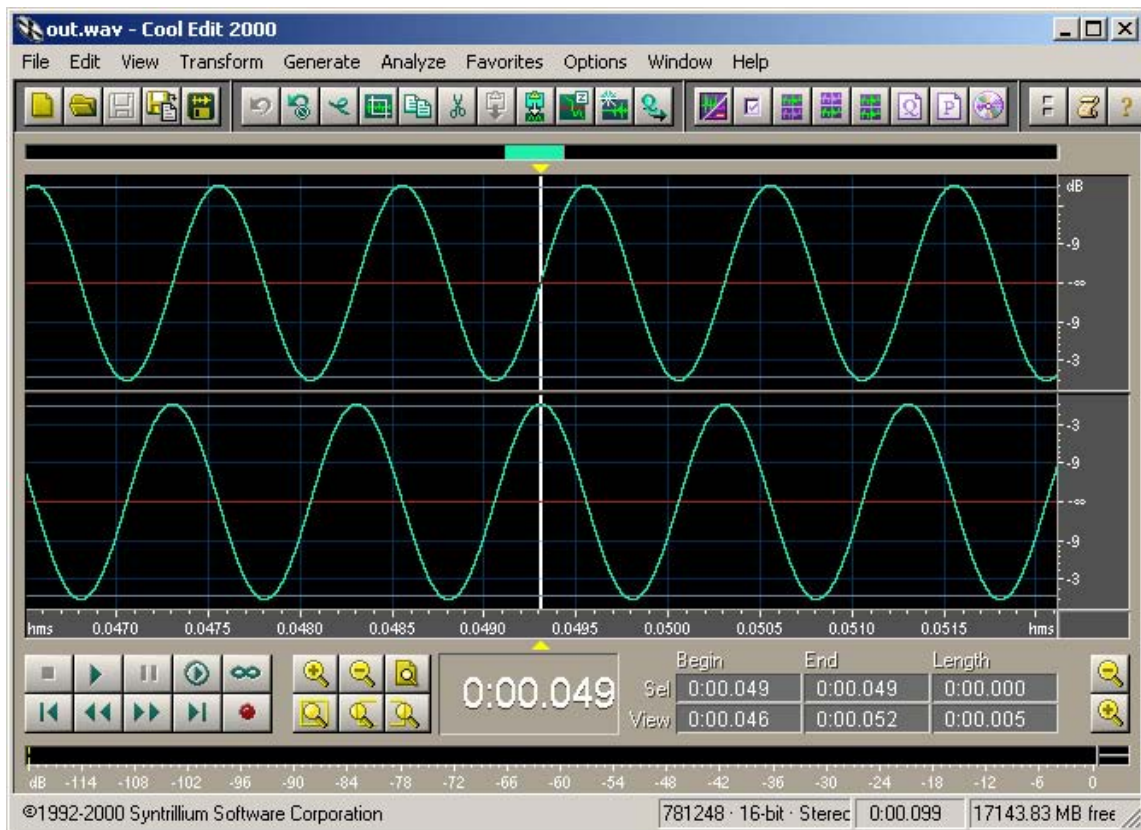 out.wav - Cool Edit 2000
File Edit View Transform Generate Analyze Favorites Options Window Help
dB
-9
-∞
-9
-3
-3
-9
-∞
-9
-3
hms 0.0470 0.0475 0.0480 0.0485 0.0490 0.0495 0.0500 0.0505 0.0510 0.0515 hms
Begin End Length
0:00.049
Sel 0:00.049 0:00.049 0:00.000
View 0:00.046 0:00.052 0:00.005
dB -114 -108 -102 -96 -90 -84 -78 -72 -66 -60 -54 -48 -42 -36 -30 -24 -18 -12 -6 0
©1992-2000 Syntrillium Software Corporation 781248 · 16-bit · Sterec 0:00.099 17143.83 MB free